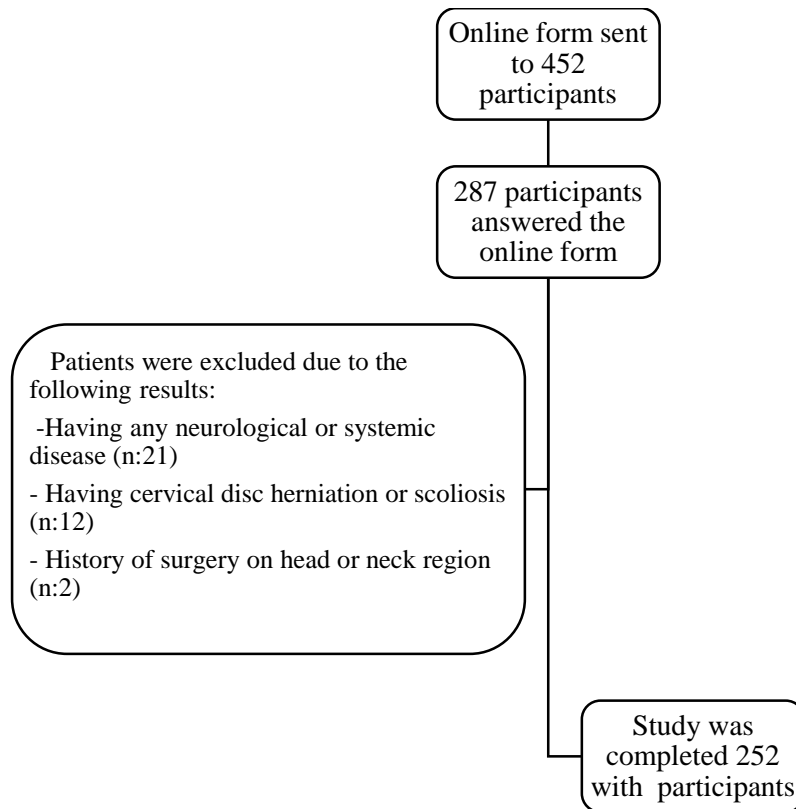 Online form sent
to 452
participants
287 participants
answered the
online form
Patients were excluded due to the
following results:
-Having any neurological or systemic
disease (n:21)
- Having cervical disc herniation or scoliosis
(n:12)
- History of surgery on head or neck region
(n:2)
Study was
completed 252
with participants